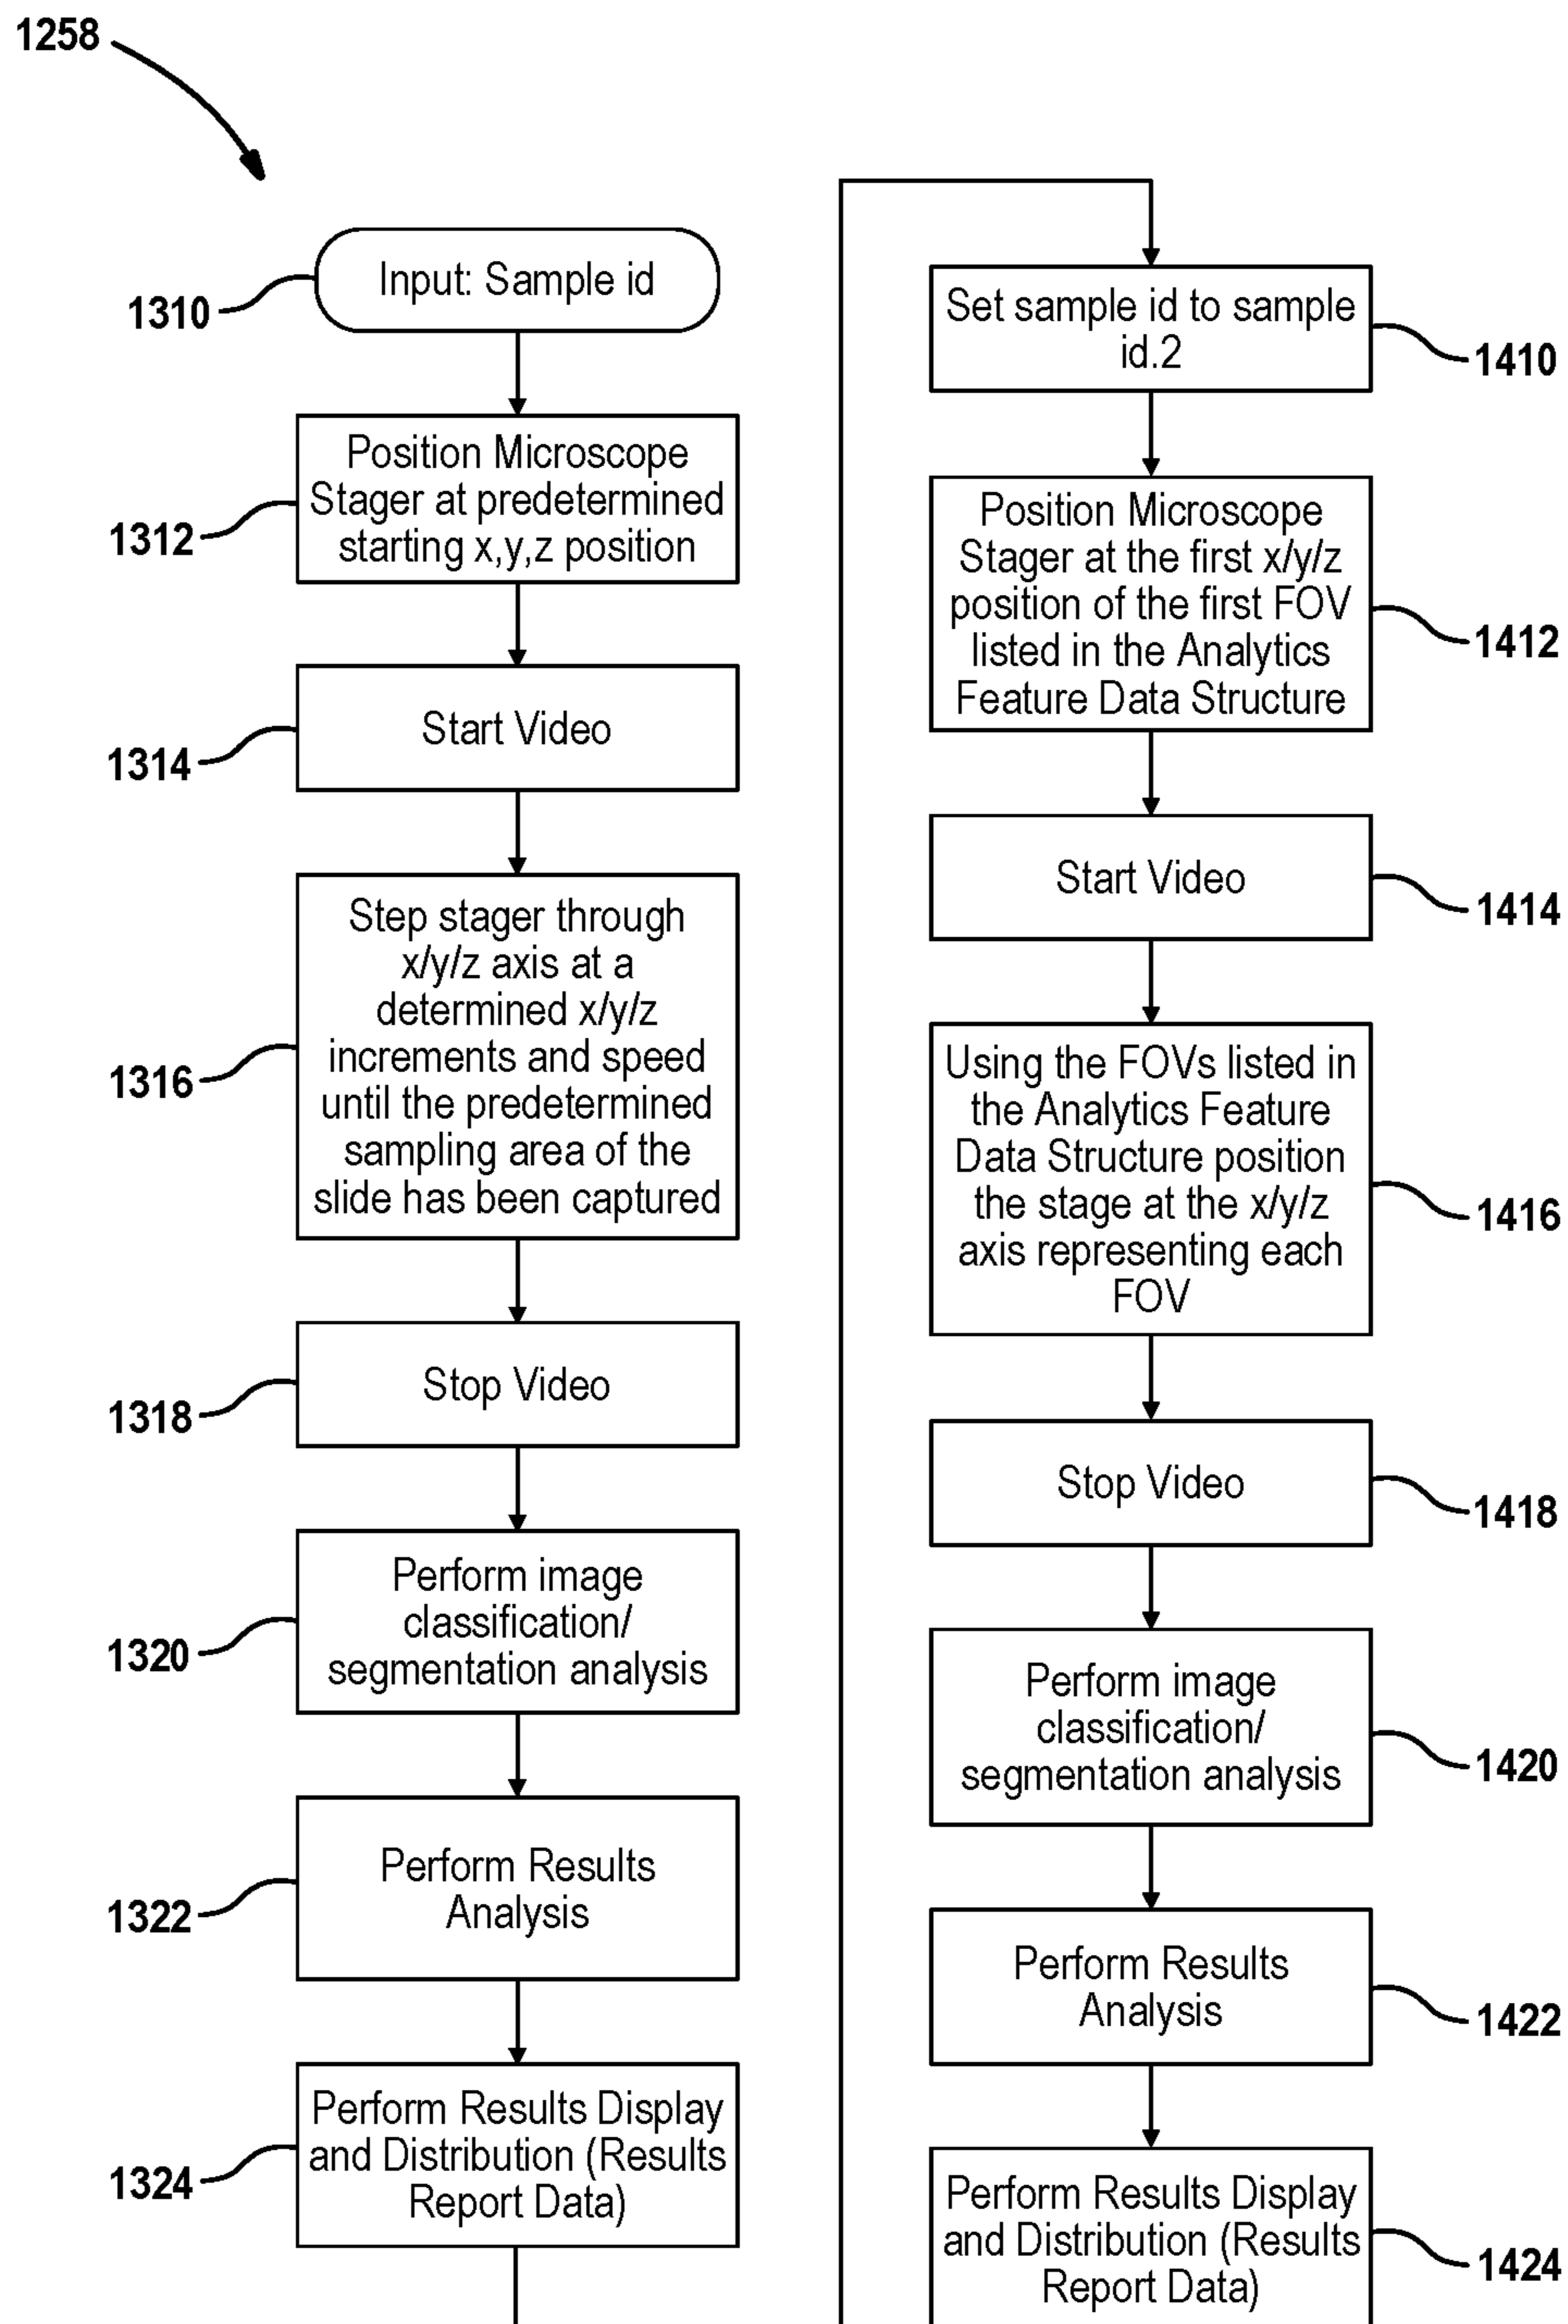 1258
1310
Input: Sample id
1312
Position Microscope
Stager at predetermined
starting x,y,z position
1314
Start Video
1316
Step stager through
x/y/z axis at a
determined x/y/z
increments and speed
until the predetermined
sampling area of the
slide has been captured
1318
Stop Video
1320
Perform image
classification/
segmentation analysis
1322
Perform Results
Analysis
1324
Perform Results Display
and Distribution (Results
Report Data)
Set sample id to sample
id.2
1410
Position Microscope
Stager at the first x/y/z
position of the first FOV
listed in the Analytics
Feature Data Structure
1412
Start Video
1414
Using the FOVs listed in
the Analytics Feature
Data Structure position
the stage at the x/y/z
axis representing each
FOV
1416
Stop Video
1418
Perform image
classification/
segmentation analysis
1420
Perform Results
Analysis
1422
Perform Results Display
and Distribution (Results
Report Data)
1424